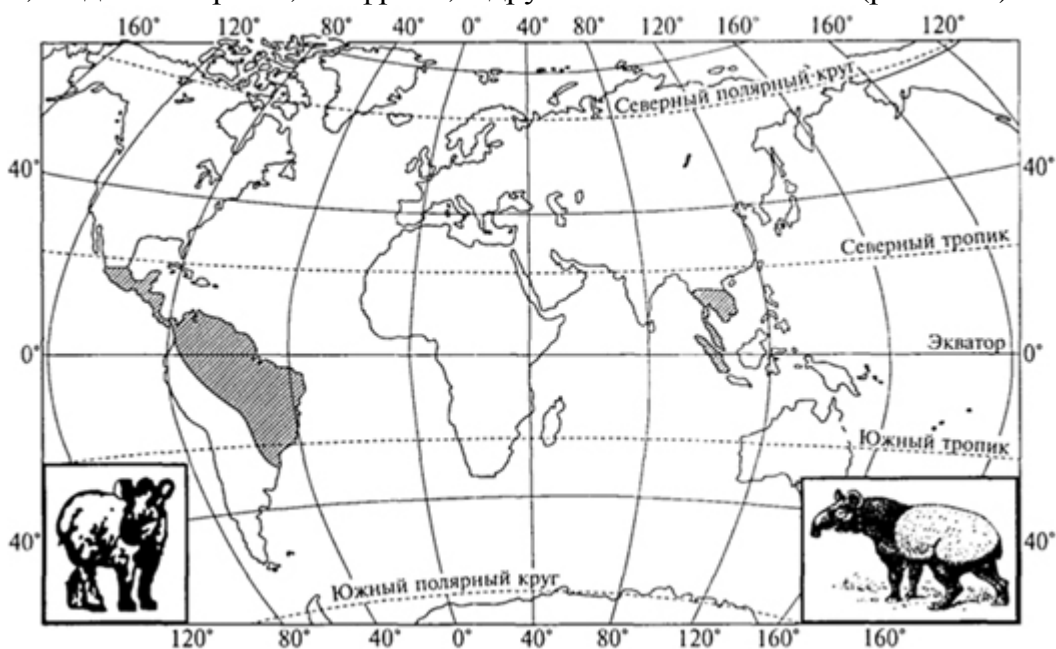 160° 120° 80° 40° 0° 40° 80° 120 160° 160° 120°
Северный полярный круг
40° 40°
Северный тропик
Экватор
0° 0°
Южный тропик
40° 40°
Южный полярный круг
120° 80° 40° 0° 40° 80° 120° 160° 160°